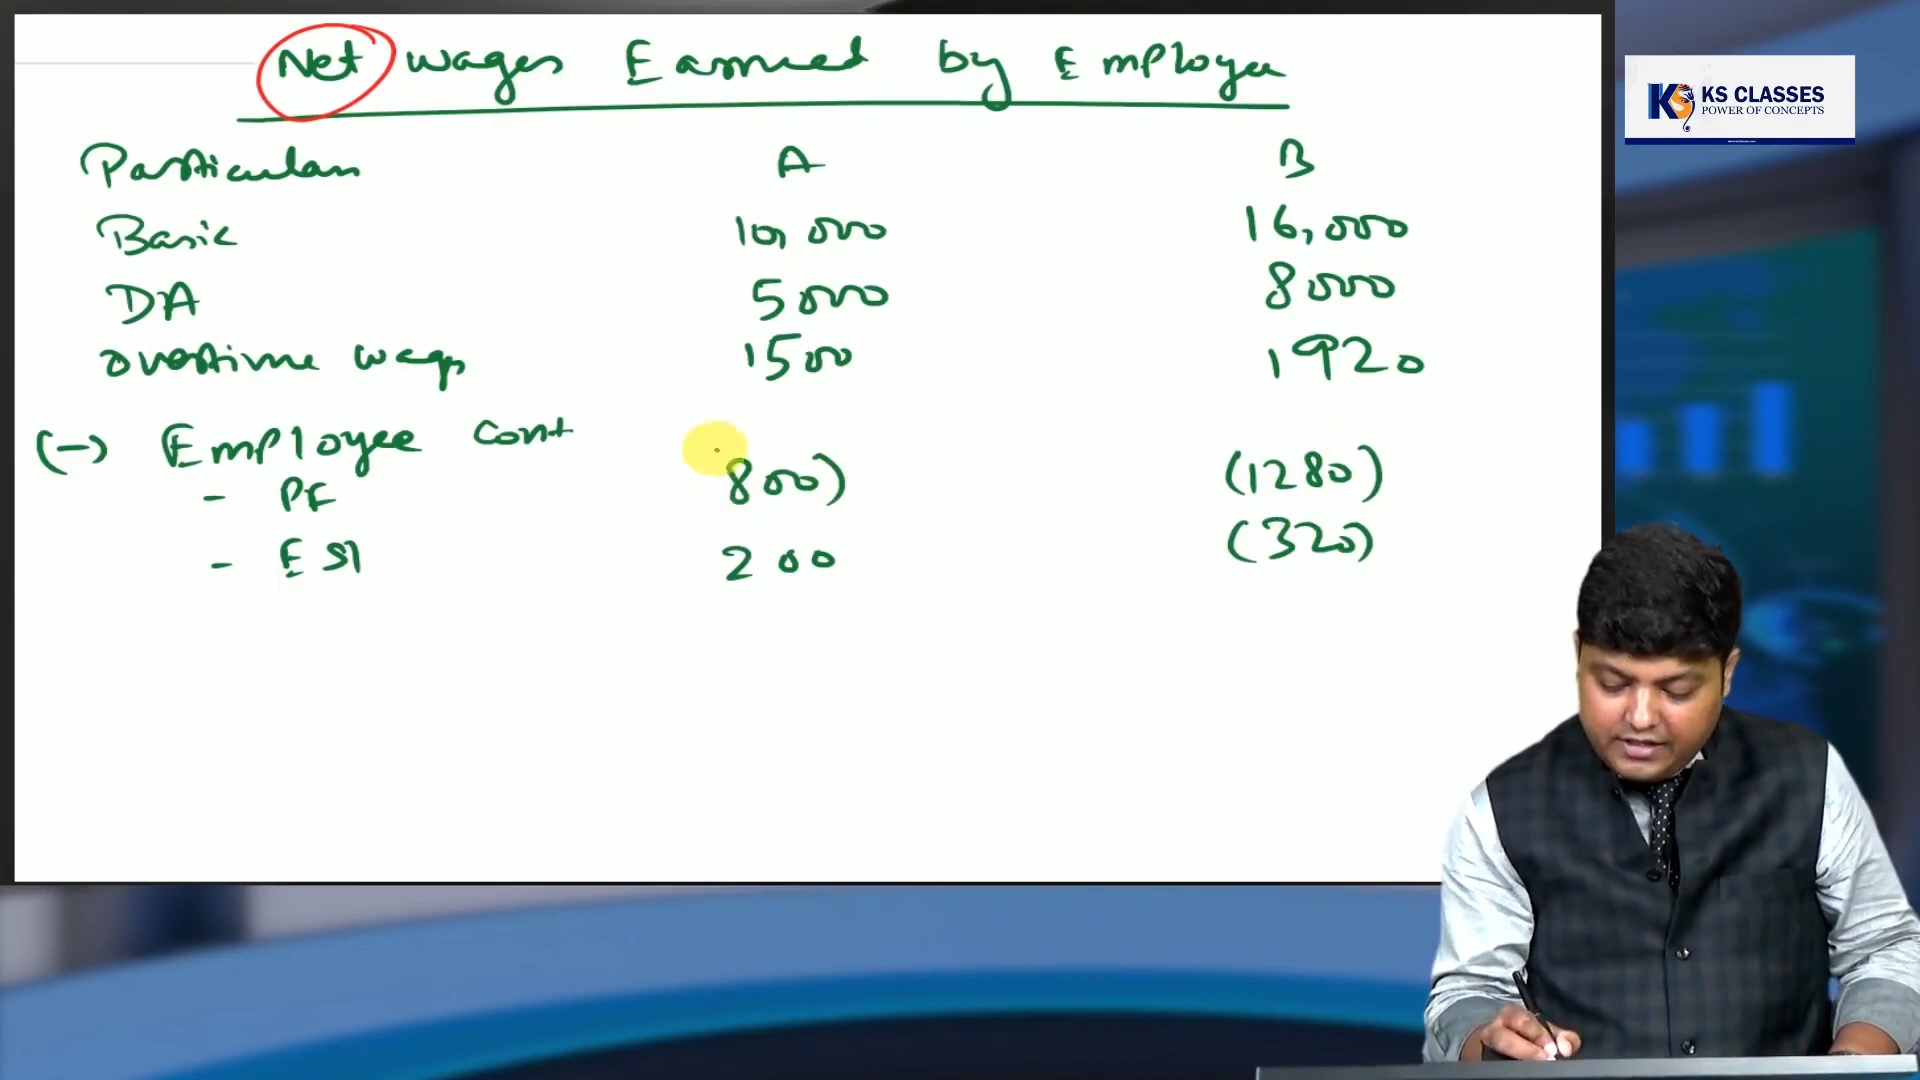 Net wages Earned by Employee
Particulars A B
Basic 10,000 16,000
DA 5000 8000
overtime wages 1500 1920
(-) Employee Cont
- PF 800) (1280)
- ESI 200 (320)
KS CLASSES
POWER OF CONCEPTS